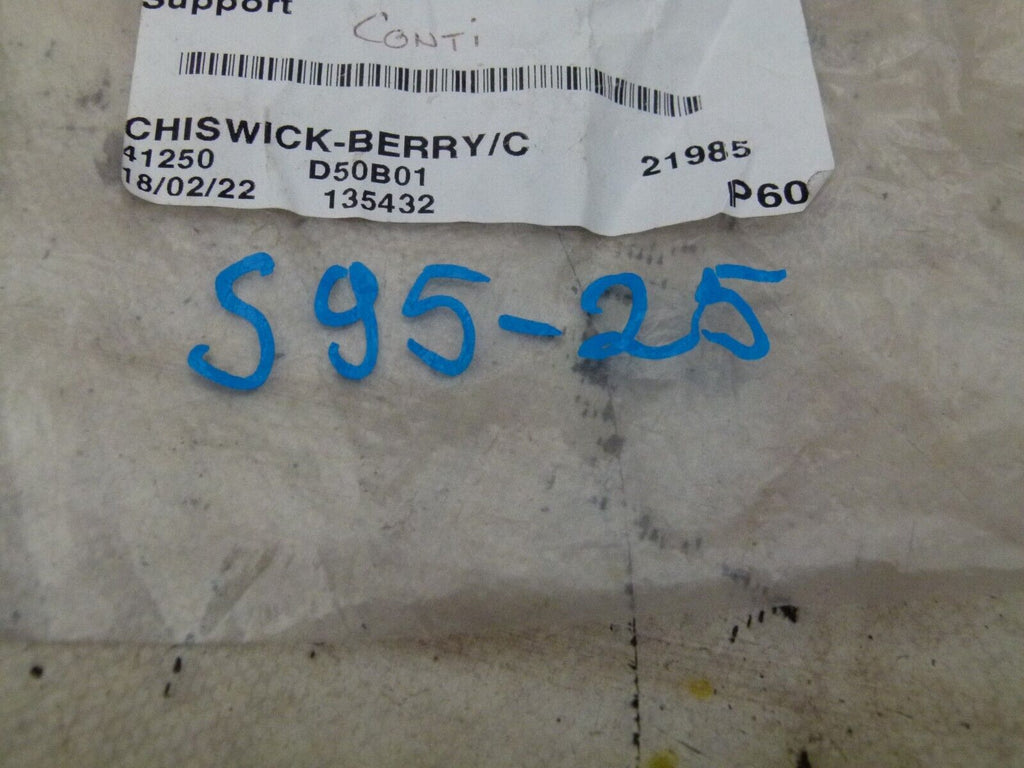 Support
CONTi
CHISWICK-BERRY/C
41250 D50B01 21985
18/02/22 135432 P60
S95-25